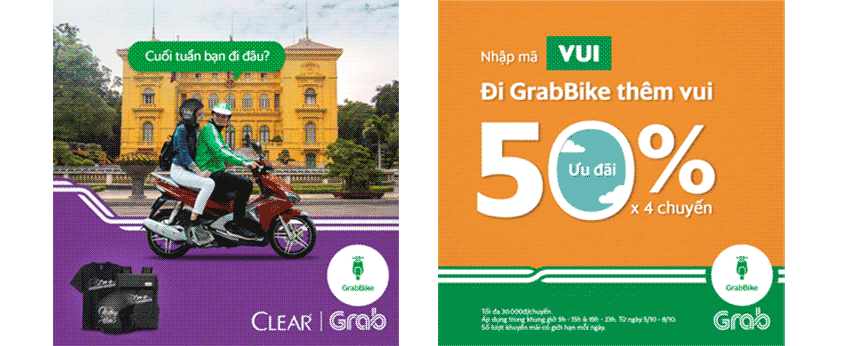 Cuối tuần bạn đi đâu?
GrabBike
CLEAR | Grab
Nhập mã VUI
Đi GrabBike thêm vui
50%
Ưu đãi
x 4 chuyến
GrabBike
Tối đa 30.000đ/chuyến.
Áp dụng trong khung giờ 9h - 15h & 19h - 23h. Từ ngày 5/10 - 8/10.
Số lượt khuyến mãi có giới hạn mỗi ngày.
Grab